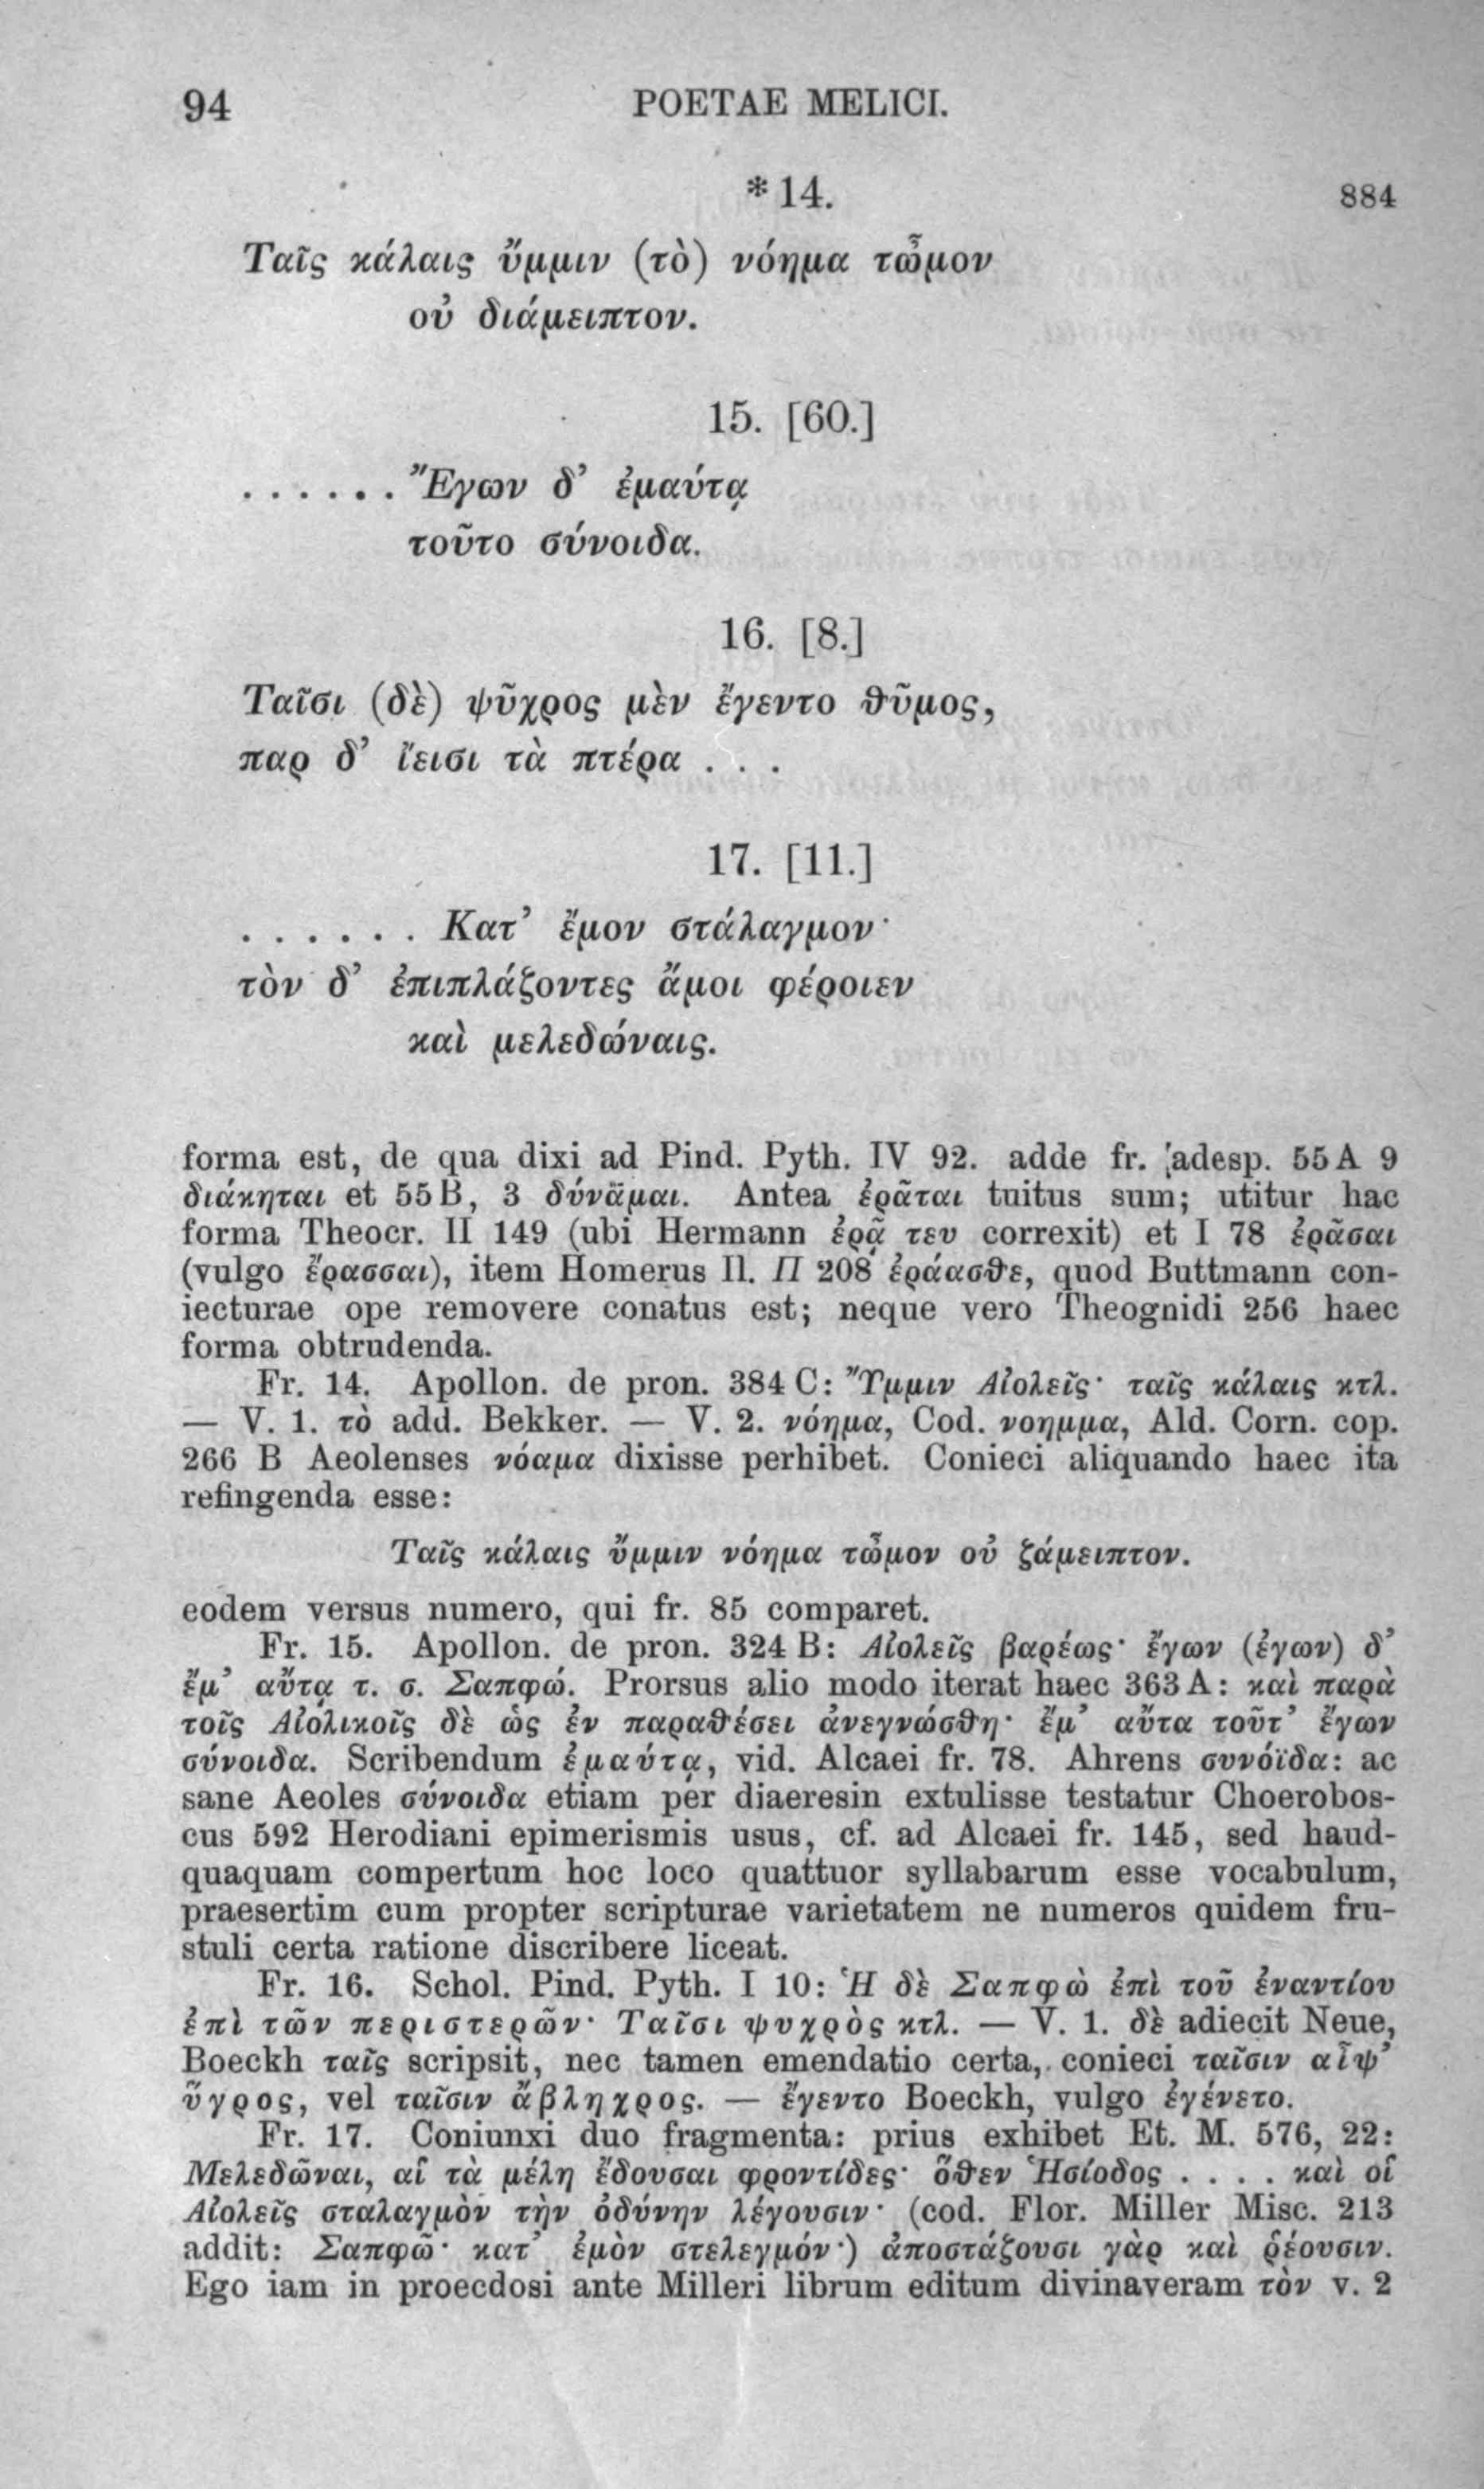 94 POETAE MELICI.
*14. 884
Ταῖς κάλαις ὔμμιν (τὸ) νόημα τὦμον
οὐ διάμειπτον.
15. [60.]
. . . . . . Ἔγων δ’ ἐμαύτᾳ
τοῦτο σύνοιδα.
16. [8.]
Ταῖσι (δὲ) ψῦχρος μὲν ἔγεντο θῦμος,
παρ δ’ ἴεισι τὰ πτέρα . . .
17. [11.]
. . . . . . Κατ’ ἔμον στάλαγμον·
τὸν δ’ ἐπιπλάζοντες ἄμοι φέροιεν
καὶ μελεδώναις.
forma est, de qua dixi ad Pind. Pyth. IV 92. adde fr. [adesp. 55 A 9
διάκηται et 55 B, 3 δύνᾱμαι. Antea ἐρᾶται tuitus sum; utitur hac
forma Theocr. II 149 (ubi Hermann ἐρᾷ τευ correxit) et I 78 ἐρᾶσαι
(vulgo ἔρασσαι), item Homerus Il. Π 208 ἐράασθε, quod Buttmann con-
iecturae ope removere conatus est; neque vero Theognidi 256 haec
forma obtrudenda.
Fr. 14. Apollon. de pron. 384 C: Υ̓́μμιν Αἰολεῖς· ταῖς κάλαις κτλ.
— V. 1. τὸ add. Bekker. — V. 2. νόημα, Cod. νοημμα, Ald. Corn. cop.
266 B Aeolenses νόαμα dixisse perhibet. Conieci aliquando haec ita
refingenda esse:
Ταῖς κάλαις ὔμμιν νόημα τὦμον οὐ ζάμειπτον.
eodem versus numero, qui fr. 85 comparet.
Fr. 15. Apollon. de pron. 324 B: Αἰολεῖς βαρέως· ἔγων (ἐγων) δ’
ἔμ’ αὔτᾳ τ. σ. Σαπφώ. Prorsus alio modo iterat haec 363 A: καὶ παρὰ
τοῖς Αἰολικοῖς δὲ ὡς ἐν παραθέσει ἀνεγνώσθη· ἔμ’ αὔτα τοῦτ’ ἔγων
σύνοιδα. Scribendum ἐμαύτᾳ, vid. Alcaei fr. 78. Ahrens συνόϊδα: ac
sane Aeoles σύνοιδα etiam per diaeresin extulisse testatur Choerobos-
cus 592 Herodiani epimerismis usus, cf. ad Alcaei fr. 145, sed haud-
quaquam compertum hoc loco quattuor syllabarum esse vocabulum,
praesertim cum propter scripturae varietatem ne numeros quidem fru-
stuli certa ratione discribere liceat.
Fr. 16. Schol. Pind. Pyth. I 10: Ἡ δὲ Σαπφὼ ἐπὶ τοῦ ἐναντίου
ἐπὶ τῶν περιστερῶν· Ταῖσι ψυχρὸς κτλ. — V. 1. δὲ adiecit Neue,
Boeckh ταῖς scripsit, nec tamen emendatio certa, conieci ταῖσιν αἶψ’
ὔγρος, vel ταῖσιν ἄβληχρος. — ἔγεντο Boeckh, vulgo ἐγένετο.
Fr. 17. Coniunxi duo fragmenta: prius exhibet Et. M. 576, 22:
Μελεδῶναι, αἱ τὰ μέλη ἔδουσαι φροντίδες· ὅθεν Ἡσίοδος . . . . καὶ οἱ
Αἰολεῖς σταλαγμὸν τὴν ὀδύνην λέγουσιν· (cod. Flor. Miller Misc. 213
addit: Σαπφῶ· κατ’ ἐμὸν στελεγμόν·) ἀποστάζουσι γὰρ καὶ ῥέουσιν.
Ego iam in proecdosi ante Milleri librum editum divinaveram τὸν v. 2